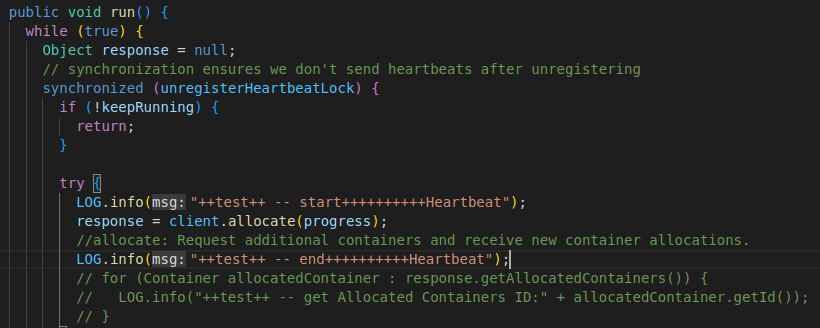 public void run() {
while (true) {
Object response = null;
// synchronization ensures we don't send heartbeats after unregistering
synchronized (unregisterHeartbeatLock) {
if (!keepRunning) {
return;
}
try {
LOG.info(msg: "++test++ -- start++++++++++Heartbeat");
response = client.allocate(progress);
//allocate: Request additional containers and receive new container allocations.
LOG.info(msg: "++test++ -- end++++++++++Heartbeat");
// for (Container allocatedContainer : response.getAllocatedContainers()) {
//   LOG.info("++test++ -- get Allocated Containers ID:" + allocatedContainer.getId());
// }